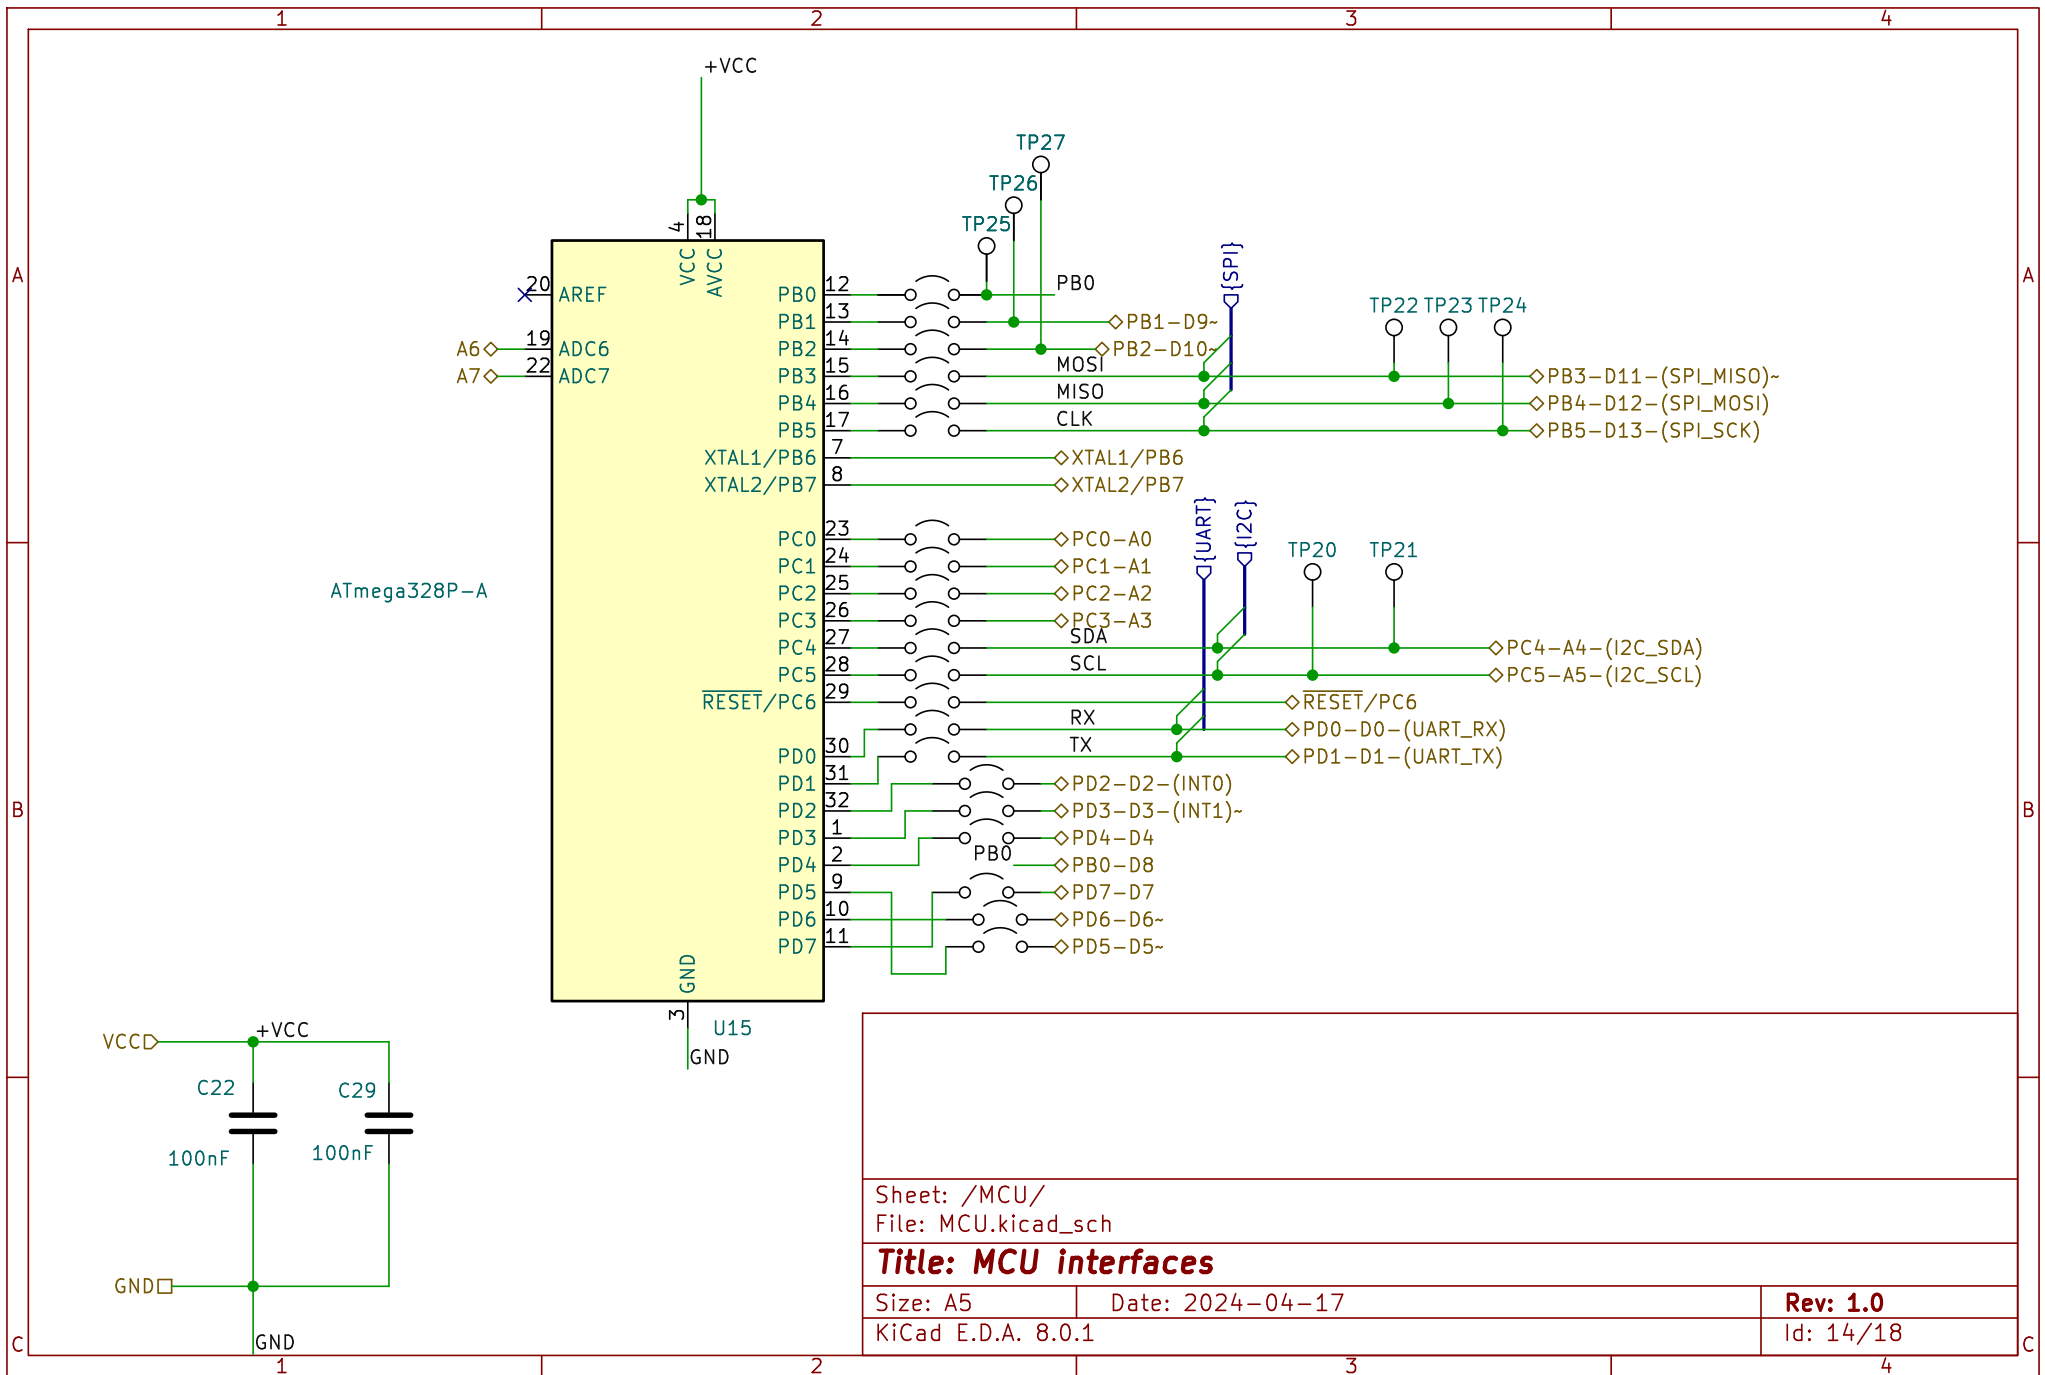 1 2 3 4
+VCC
TP27
TP26
TP25
4 18
VCC AVCC
{SPI}
A A
20 AREF
PB0 12 PB0
TP22 TP23 TP24
PB1 13 PB1-D9~
19 ADC6
A6
PB2 14 PB2-D10~
MOSI
22 ADC7
A7
PB3 15 PB3-D11-(SPI_MISO)~
MISO
PB4 16 PB4-D12-(SPI_MOSI)
CLK
PB5 17 PB5-D13-(SPI_SCK)
XTAL1/PB6 7 XTAL1/PB6
XTAL2/PB7 8 XTAL2/PB7
{UART} {I2C}
PC0 23 PC0-A0
TP20 TP21
PC1 24 PC1-A1
ATmega328P-A
PC2 25 PC2-A2
PC3 26 PC3-A3
SDA
PC4 27 PC4-A4-(I2C_SDA)
SCL
PC5 28 PC5-A5-(I2C_SCL)
RESET/PC6 29 RESET/PC6
RX
PD0-D0-(UART_RX)
TX
PD0 30 PD1-D1-(UART_TX)
PD1 31 PD2-D2-(INT0)
B B
PD2 32 PD3-D3-(INT1)~
PD3 1 PD4-D4
PB0
PD4 2 PB0-D8
PD5 9 PD7-D7
PD6 10 PD6-D6~
PD7 11 PD5-D5~
GND
3
U15
GND
VCC
+VCC
C22
C29
100nF
100nF
GND
GND
Sheet: /MCU/
File: MCU.kicad_sch
Title: MCU interfaces
Size: A5 Date: 2024-04-17 Rev: 1.0
KiCad E.D.A. 8.0.1 Id: 14/18
C C
1 2 3 4